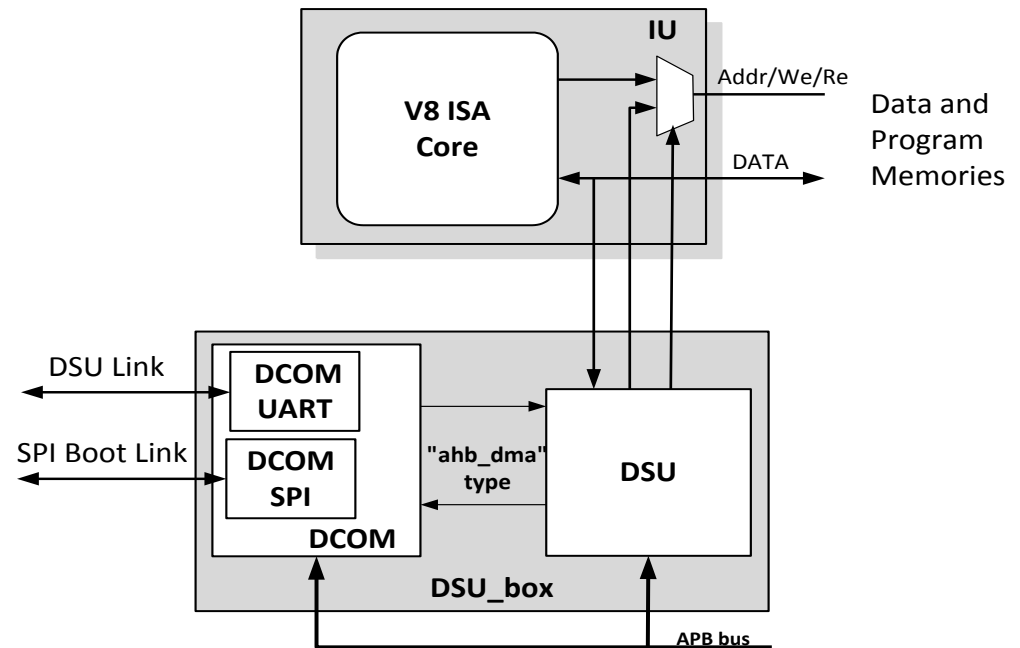 IU
V8 ISA
Core
Addr/We/Re
Data and
Program
Memories
DATA
DSU Link
DCOM
UART
SPI Boot Link
DCOM
SPI
"ahb_dma"
type
DSU
DCOM
DSU_box
APB bus